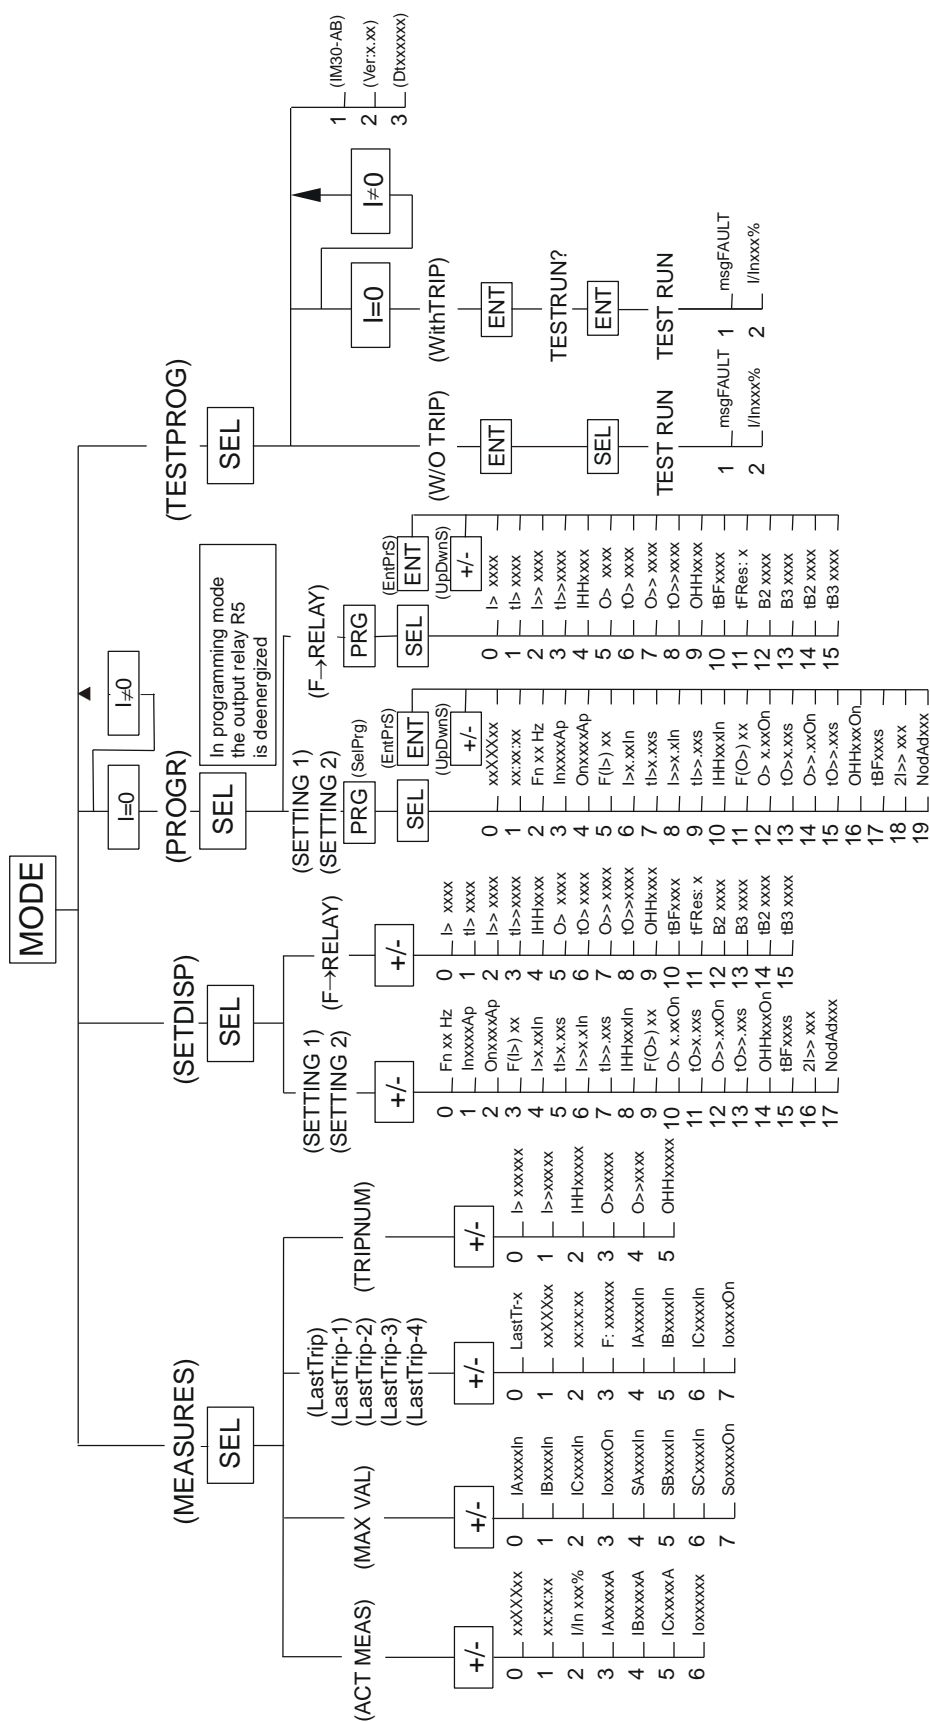 MODE
(MEASURES)
SEL
(ACT MEAS)
+/-
0 xxXXXxx
1 xx:xx:xx
2 I/In xxx%
3 IAxxxxxA
4 IBxxxxxA
5 ICxxxxxA
6 Ioxxxxxx
(MAX VAL)
+/-
0 IAxxxxIn
1 IBxxxxIn
2 ICxxxxIn
3 IoxxxxOn
4 SAxxxxIn
5 SBxxxxIn
6 SCxxxxIn
7 SoxxxxOn
(LastTrip)
(LastTrip-1)
(LastTrip-2)
(LastTrip-3)
(LastTrip-4)
+/-
0 LastTr-x
1 xxXXXxx
2 xx:xx:xx
3 F: xxxxxx
4 IAxxxxIn
5 IBxxxxIn
6 ICxxxxIn
7 IoxxxxOn
(TRIPNUM)
+/-
0 I> xxxxxx
1 I>>xxxxx
2 IHHxxxxx
3 O>xxxxxx
4 O>>xxxxx
5 OHHxxxxx
(SETDISP)
SEL
(SETTING 1)
(SETTING 2)
+/-
0 Fn xx Hz
1 InxxxxAp
2 OnxxxxAp
3 F(I>) xx
4 I>x.xxIn
5 tI>x.xxs
6 I>>x.xIn
7 tI>>.xxs
8 IHHxxxIn
9 F(O>) xx
10 O> x.xxOn
11 tO>x.xxs
12 O>>.xxOn
13 tO>>.xxs
14 OHHxxxOn
15 tBFxxxs
16 2I>> xxx
17 NodAdxxx
(F→RELAY)
+/-
0 I> xxxx
1 tI> xxxx
2 I>> xxxx
3 tI>>xxxx
4 IHHxxxx
5 O> xxxx
6 tO> xxxx
7 O>> xxxx
8 tO>>xxxx
9 OHHxxxx
10 tBFxxxx
11 tFRes: x
12 B2 xxxx
13 B3 xxxx
14 tB2 xxxx
15 tB3 xxxx
I=0
I≠0
(PROGR)
SEL
In programming mode
the output relay R5
is deenergized
(SETTING 1)
(SETTING 2)
PRG (SelPrg)
SEL
(EntPrS)
ENT
(UpDwnS)
+/-
0 xxXXXxx
1 xx:xx:xx
2 Fn xx Hz
3 InxxxxAp
4 OnxxxxAp
5 F(I>) xx
6 I>x.xxIn
7 tI>x.xxs
8 I>>x.xIn
9 tI>>.xxs
10 IHHxxxIn
11 F(O>) xx
12 O> x.xxOn
13 tO>x.xxs
14 O>>.xxOn
15 tO>>.xxs
16 OHHxxxOn
17 tBFxxxs
18 2I>> xxx
19 NodAdxxx
(F→RELAY)
PRG
SEL
(EntPrS)
ENT
(UpDwnS)
+/-
0 I> xxxx
1 tI> xxxx
2 I>> xxxx
3 tI>>xxxx
4 IHHxxxx
5 O> xxxx
6 tO> xxxx
7 O>> xxxx
8 tO>>xxxx
9 OHHxxxx
10 tBFxxxx
11 tFRes: x
12 B2 xxxx
13 B3 xxxx
14 tB2 xxxx
15 tB3 xxxx
(TESTPROG)
SEL
(W/O TRIP)
ENT
SEL
TEST RUN
1 msgFAULT
2 I/Inxxx%
I=0
(WithTRIP)
ENT
TESTRUN?
ENT
TEST RUN
1 msgFAULT
2 I/Inxxx%
I≠0
1 (IM30-AB)
2 (Ver:x.xx)
3 (Dtxxxxxx)